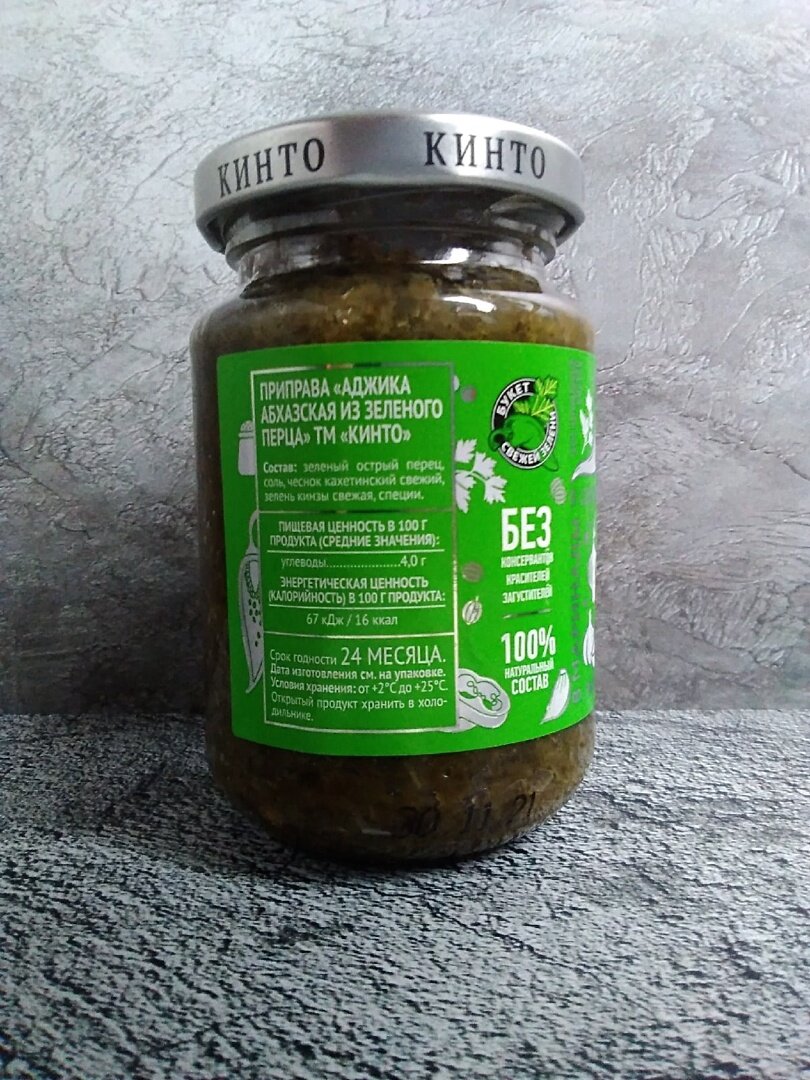 КИНТО КИНТО
ПРИПРАВА «АДЖИКА
АБХАЗСКАЯ ИЗ ЗЕЛЕНОГО
ПЕРЦА» ТМ «КИНТО»
Состав: зеленый острый перец,
соль, чеснок кахетинский свежий,
зелень кинзы свежая, специи.
ПИЩЕВАЯ ЦЕННОСТЬ В 100 Г
ПРОДУКТА (СРЕДНИЕ ЗНАЧЕНИЯ):
углеводы.....................4,0 г
ЭНЕРГЕТИЧЕСКАЯ ЦЕННОСТЬ
(КАЛОРИЙНОСТЬ) В 100 Г ПРОДУКТА:
67 кДж / 16 ккал
Срок годности 24 МЕСЯЦА.
Дата изготовления см. на упаковке.
Условия хранения: от +2°С до +25°С.
Открытый продукт хранить в холо-
дильнике.
БУКЕТ
СВЕЖЕЙ ЗЕЛЕНИ
БЕЗ
КОНСЕРВАНТОВ
КРАСИТЕЛЕЙ
ЗАГУСТИТЕЛЕЙ
100%
НАТУРАЛЬНЫЙ
СОСТАВ
30 11 21